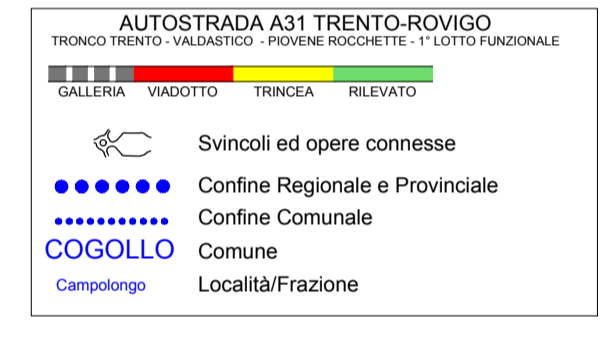 AUTOSTRADA A31 TRENTO-ROVIGO
TRONCO TRENTO - VALDASTICO - PIOVENE ROCCHETTE - 1° LOTTO FUNZIONALE
GALLERIA VIADOTTO TRINCEA RILEVATO
Svincoli ed opere connesse
Confine Regionale e Provinciale
Confine Comunale
COGOLLO Comune
Campolongo Località/Frazione